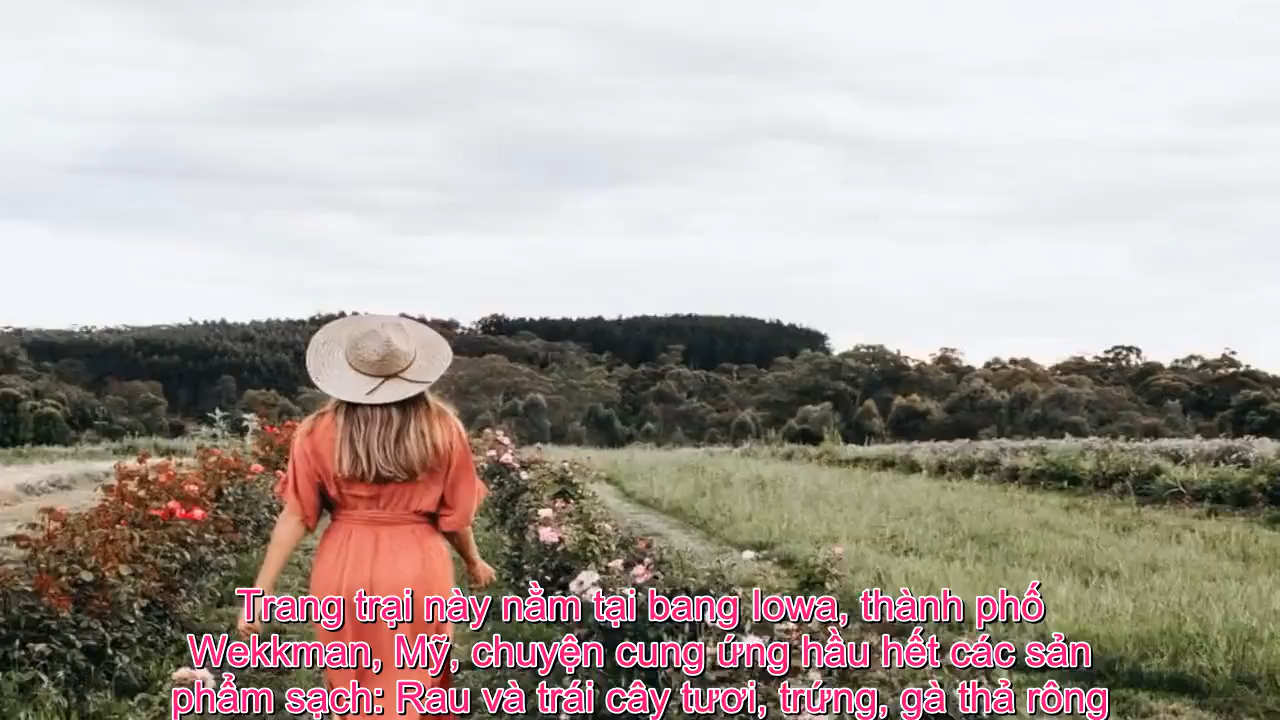 Trang trại này nằm tại bang Iowa, thành phố
Wekkman, Mỹ, chuyện cung ứng hầu hết các sản
phẩm sạch: Rau và trái cây tươi, trứng, gà thả rông